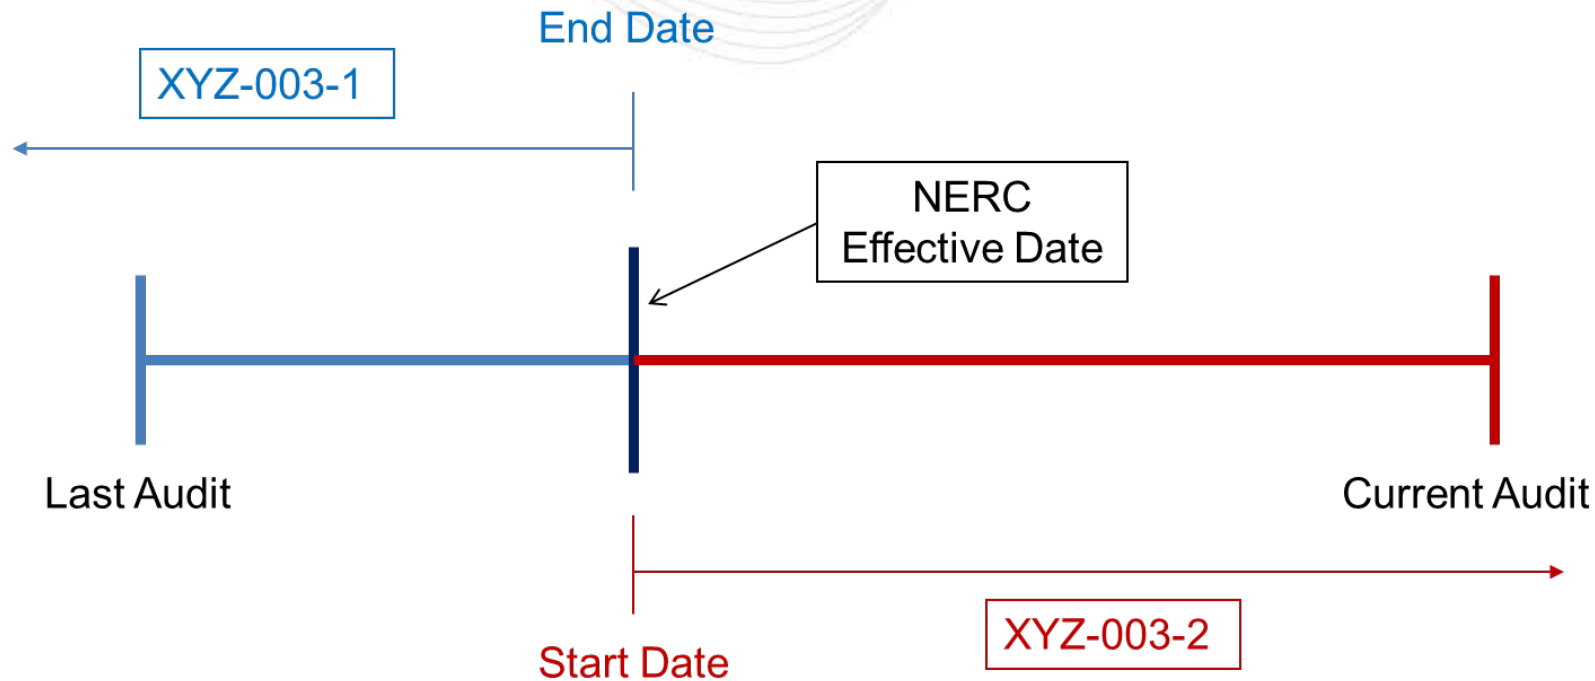 End Date
XYZ-003-1
NERC
Effective Date
Last Audit
Current Audit
XYZ-003-2
Start Date